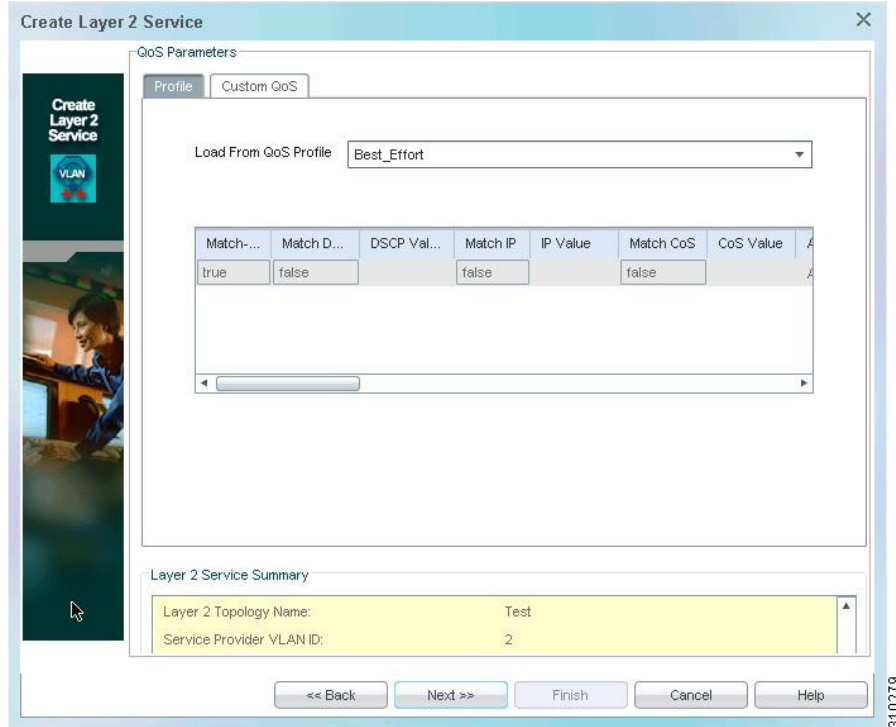 Create Layer 2 Service
QoS Parameters
Profile
Custom QoS
Create
Layer 2
Service
VLAN
Load From QoS Profile
Best_Effort
Match-... Match D... DSCP Val... Match IP IP Value Match CoS CoS Value
true false false false
Layer 2 Service Summary
Layer 2 Topology Name: Test
Service Provider VLAN ID: 2
<< Back Next >> Finish Cancel Help